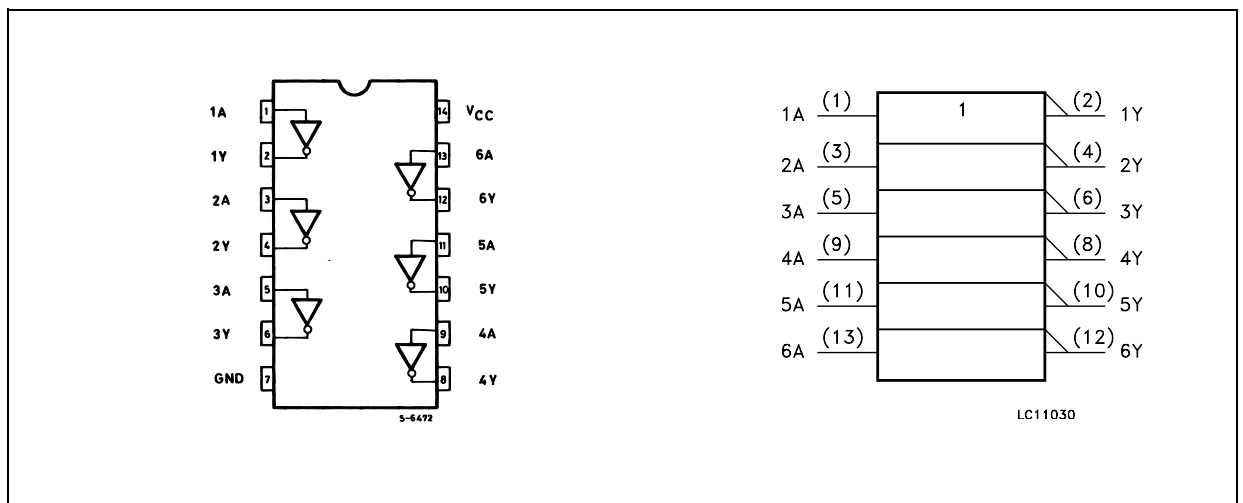 1A 1 14 VCC
1Y 2 13 6A
2A 3 12 6Y
2Y 4 11 5A
3A 5 10 5Y
3Y 6 9 4A
GND 7 8 4Y
S-6472
1A (1) 1 (2) 1Y
2A (3) (4) 2Y
3A (5) (6) 3Y
4A (9) (8) 4Y
5A (11) (10) 5Y
6A (13) (12) 6Y
LC11030